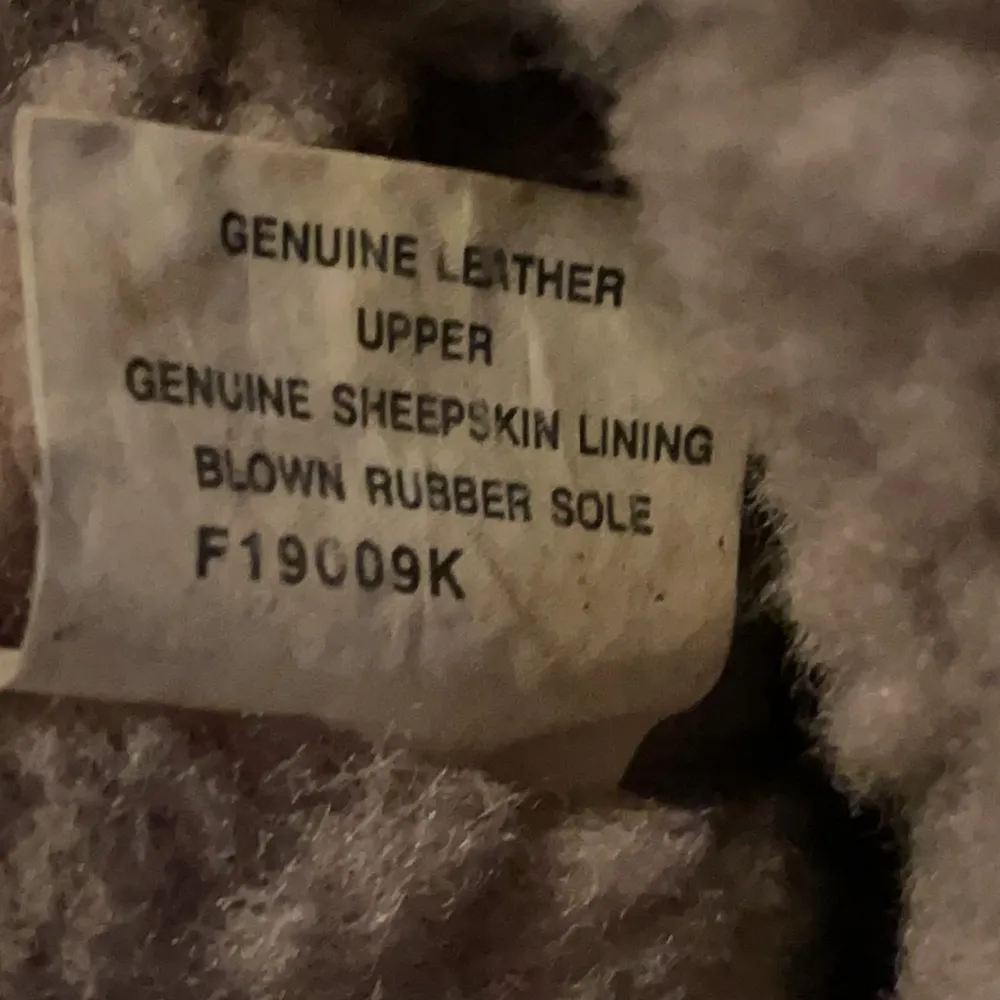 GENUINE LEATHER
UPPER
GENUINE SHEEPSKIN LINING
BLOWN RUBBER SOLE
F19009K